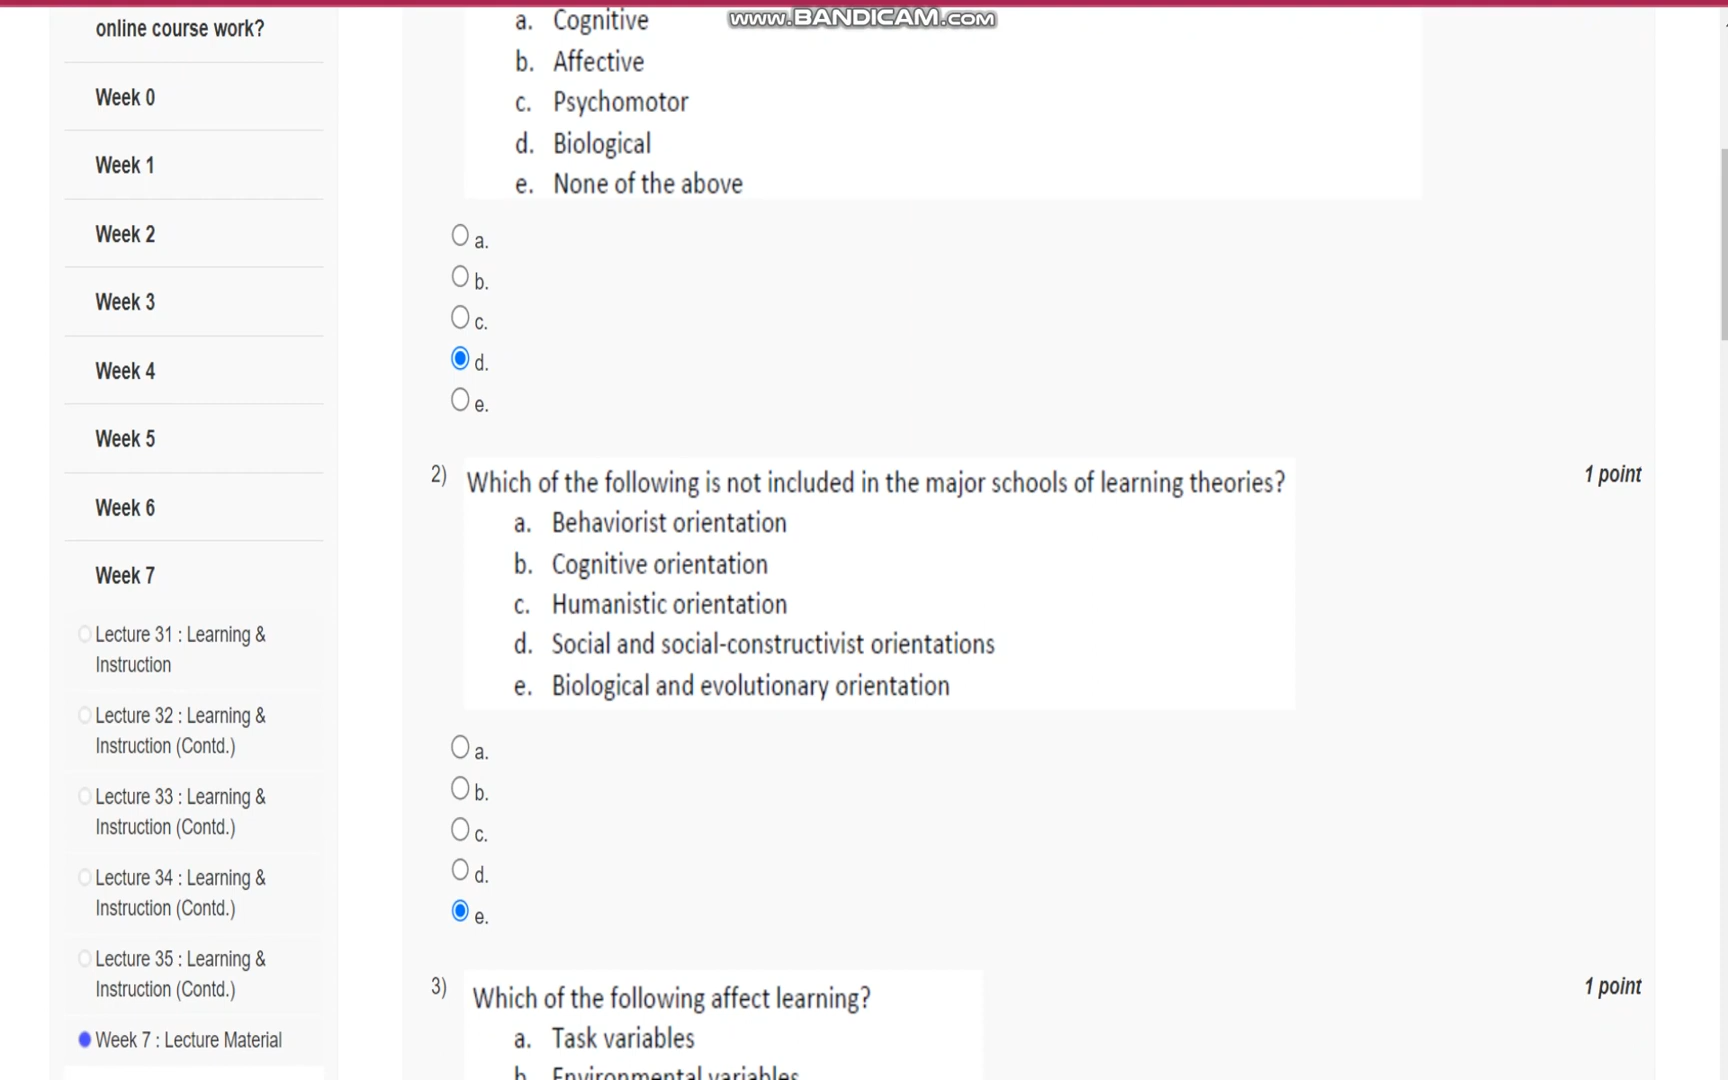 www.BANDICAM.com
online course work?
Week 0
Week 1
Week 2
Week 3
Week 4
Week 5
Week 6
Week 7
Lecture 31 : Learning &
Instruction
Lecture 32 : Learning &
Instruction (Contd.)
Lecture 33 : Learning &
Instruction (Contd.)
Lecture 34 : Learning &
Instruction (Contd.)
Lecture 35 : Learning &
Instruction (Contd.)
Week 7 : Lecture Material
a. Cognitive
b. Affective
c. Psychomotor
d. Biological
e. None of the above
a.
b.
c.
d.
e.
2) Which of the following is not included in the major schools of learning theories? 1 point
a. Behaviorist orientation
b. Cognitive orientation
c. Humanistic orientation
d. Social and social-constructivist orientations
e. Biological and evolutionary orientation
a.
b.
c.
d.
e.
3) Which of the following affect learning? 1 point
a. Task variables
b. Environmental variables